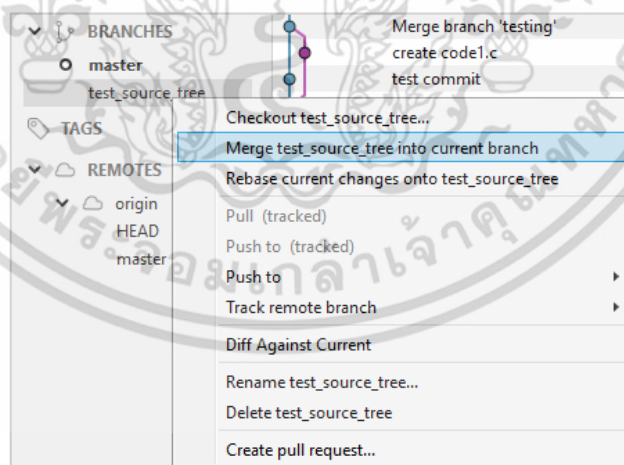 BRANCHES
master
test_source_tree
TAGS
REMOTES
origin
HEAD
master
Merge branch 'testing'
create code1.c
test commit
Checkout test_source_tree...
Merge test_source_tree into current branch
Rebase current changes onto test_source_tree
Pull (tracked)
Push to (tracked)
Push to
Track remote branch
Diff Against Current
Rename test_source_tree...
Delete test_source_tree
Create pull request...